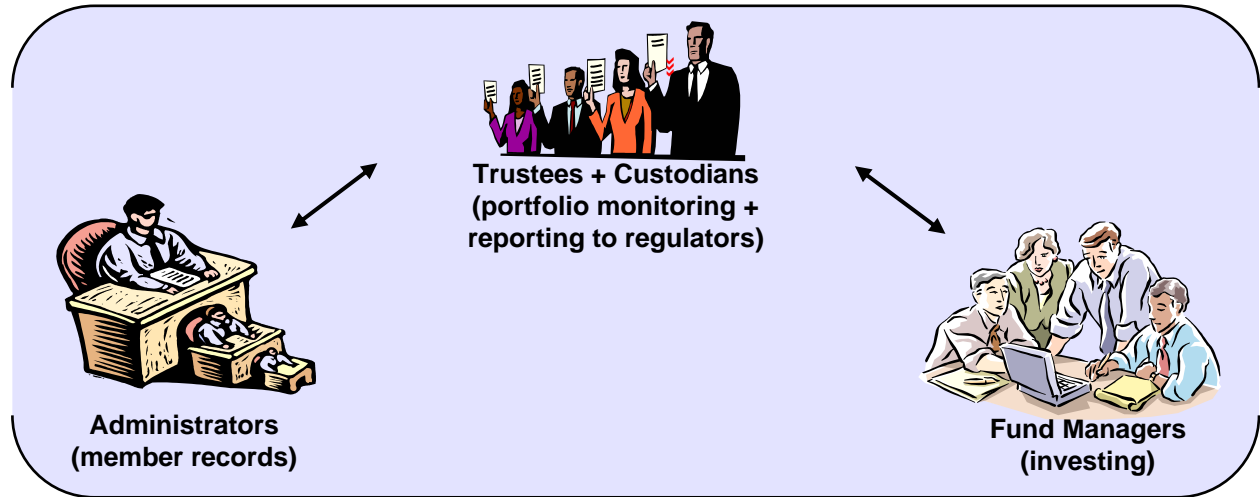 Trustees + Custodians
(portfolio monitoring +
reporting to regulators)
Administrators
(member records)
Fund Managers
(investing)